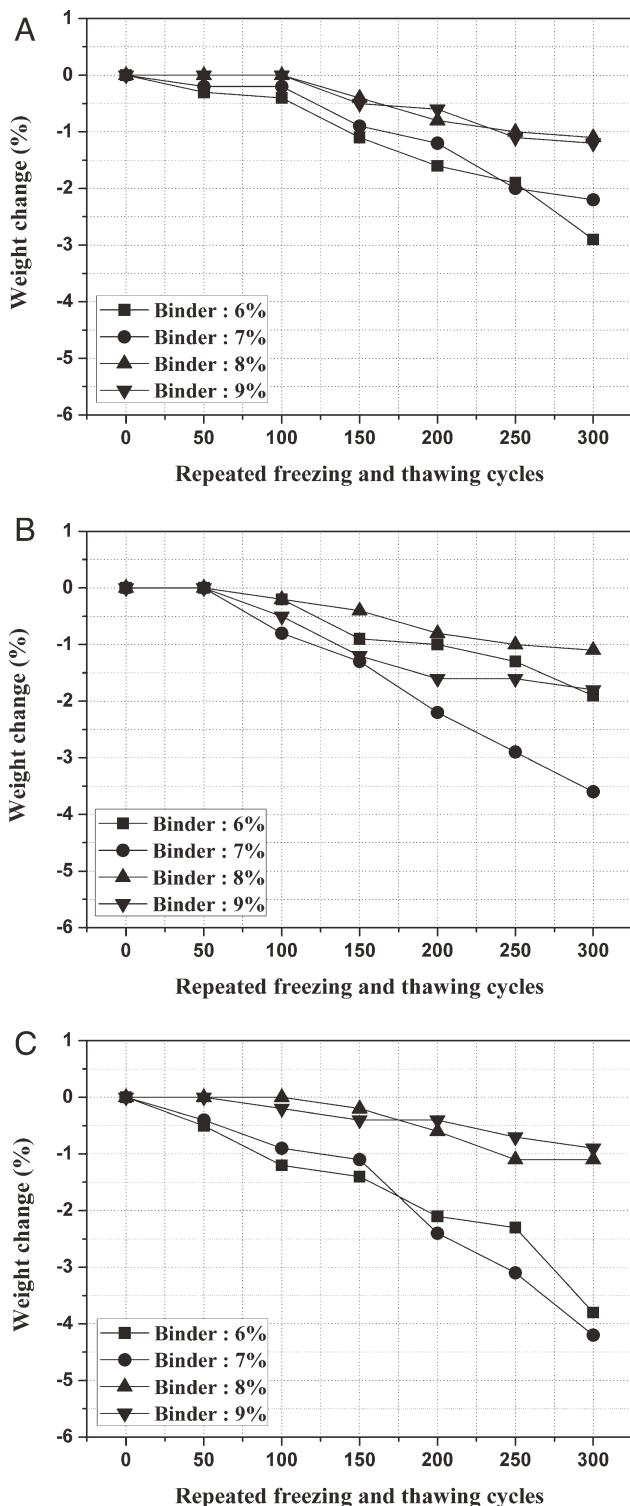 A
1
0
-1
-2
-3
-4
-5
-6
Weight change (%)
Binder : 6%
Binder : 7%
Binder : 8%
Binder : 9%
0 50 100 150 200 250 300
Repeated freezing and thawing cycles
B
1
0
-1
-2
-3
-4
-5
-6
Weight change (%)
Binder : 6%
Binder : 7%
Binder : 8%
Binder : 9%
0 50 100 150 200 250 300
Repeated freezing and thawing cycles
C
1
0
-1
-2
-3
-4
-5
-6
Weight change (%)
Binder : 6%
Binder : 7%
Binder : 8%
Binder : 9%
0 50 100 150 200 250 300
Repeated freezing and thawing cycles